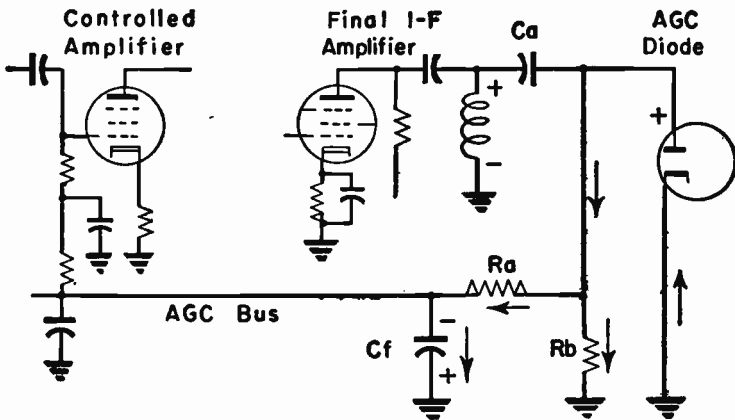 Controlled
Amplifier
Final I-F
Amplifier
Ca
AGC
Diode
+
-
+
Ra
AGC Bus
-
Cf
+
Rb